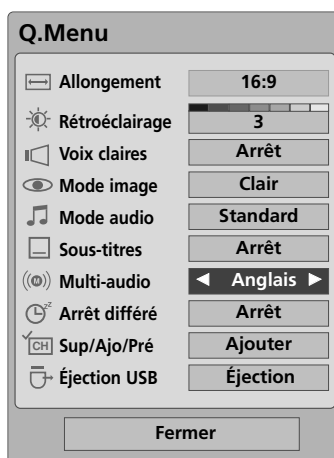 Q.Menu
Allongement 16:9
Rétroéclairage 3
Voix claires Arrêt
Mode image Clair
Mode audio Standard
Sous-titres Arrêt
Multi-audio ◀ Anglais ▶
Arrêt différé Arrêt
CH Sup/Ajo/Pré Ajouter
Éjection USB Éjection
Fermer